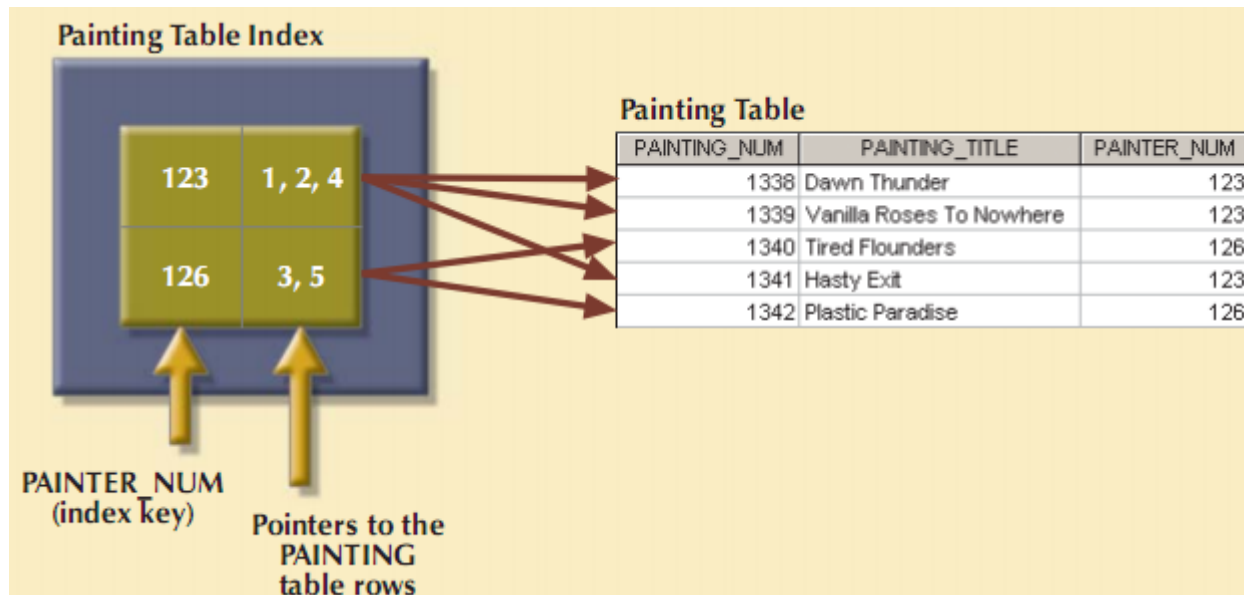 Painting Table Index
123 1, 2, 4
126 3, 5
PAINTER_NUM
(index key)
Pointers to the
PAINTING
table rows
Painting Table
PAINTING_NUM PAINTING_TITLE PAINTER_NUM
1338 Dawn Thunder 123
1339 Vanilla Roses To Nowhere 123
1340 Tired Flounders 126
1341 Hasty Exit 123
1342 Plastic Paradise 126